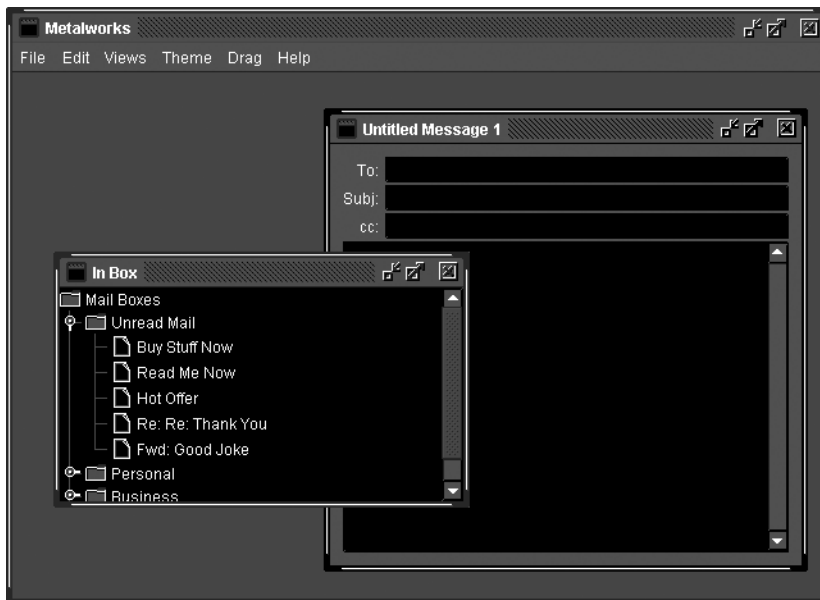 Metalworks
File Edit Views Theme Drag Help
Untitled Message 1
To:
Subj:
cc:
In Box
Mail Boxes
Unread Mail
Buy Stuff Now
Read Me Now
Hot Offer
Re: Re: Thank You
Fwd: Good Joke
Personal
Business